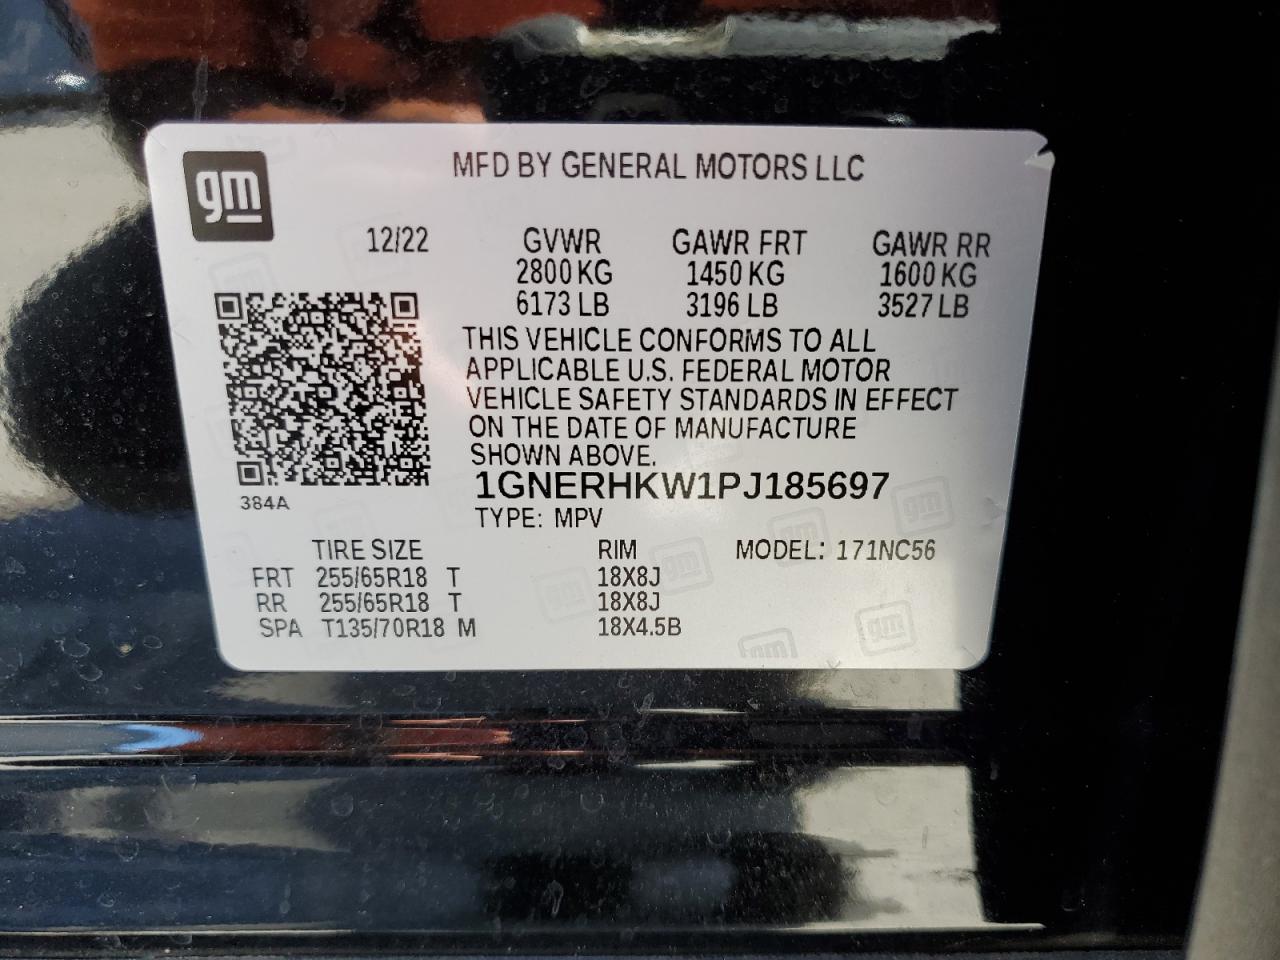 gm
MFD BY GENERAL MOTORS LLC
12/22 GVWR GAWR FRT GAWR RR
2800 KG 1450 KG 1600 KG
6173 LB 3196 LB 3527 LB
THIS VEHICLE CONFORMS TO ALL
APPLICABLE U.S. FEDERAL MOTOR
VEHICLE SAFETY STANDARDS IN EFFECT
ON THE DATE OF MANUFACTURE
SHOWN ABOVE.
384A
1GNERHKW1PJ185697
TYPE: MPV
TIRE SIZE RIM MODEL: 171NC56
FRT 255/65R18 T 18X8J
RR 255/65R18 T 18X8J
SPA T135/70R18 M 18X4.5B